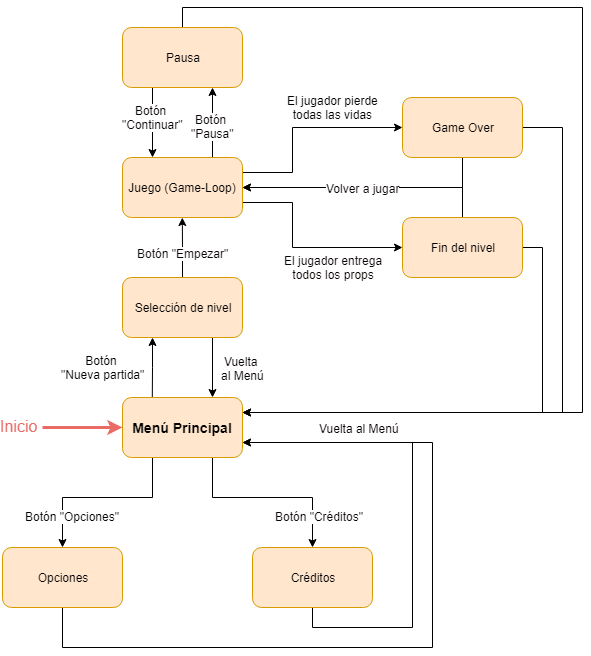 Pausa
Botón
"Continuar"
Botón
"Pausa"
El jugador pierde
todas las vidas
Game Over
Juego (Game-Loop)
Volver a jugar
Botón "Empezar"
El jugador entrega
todos los props
Fin del nivel
Selección de nivel
Botón
"Nueva partida"
Vuelta
al Menú
Inicio
Menú Principal
Vuelta al Menú
Botón "Opciones"
Botón "Créditos"
Opciones
Créditos